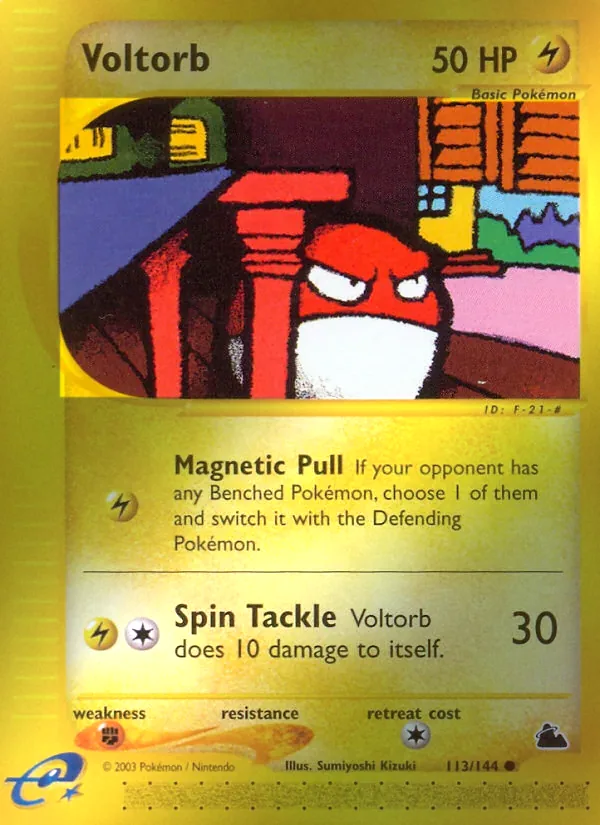 Voltorb 50 HP
Basic Pokémon
ID: F-21-#
Magnetic Pull If your opponent has
any Benched Pokémon, choose 1 of them
and switch it with the Defending
Pokémon.
Spin Tackle Voltorb 30
does 10 damage to itself.
weakness resistance retreat cost
© 2003 Pokémon / Nintendo Illus. Sumiyoshi Kizuki 113/144
e